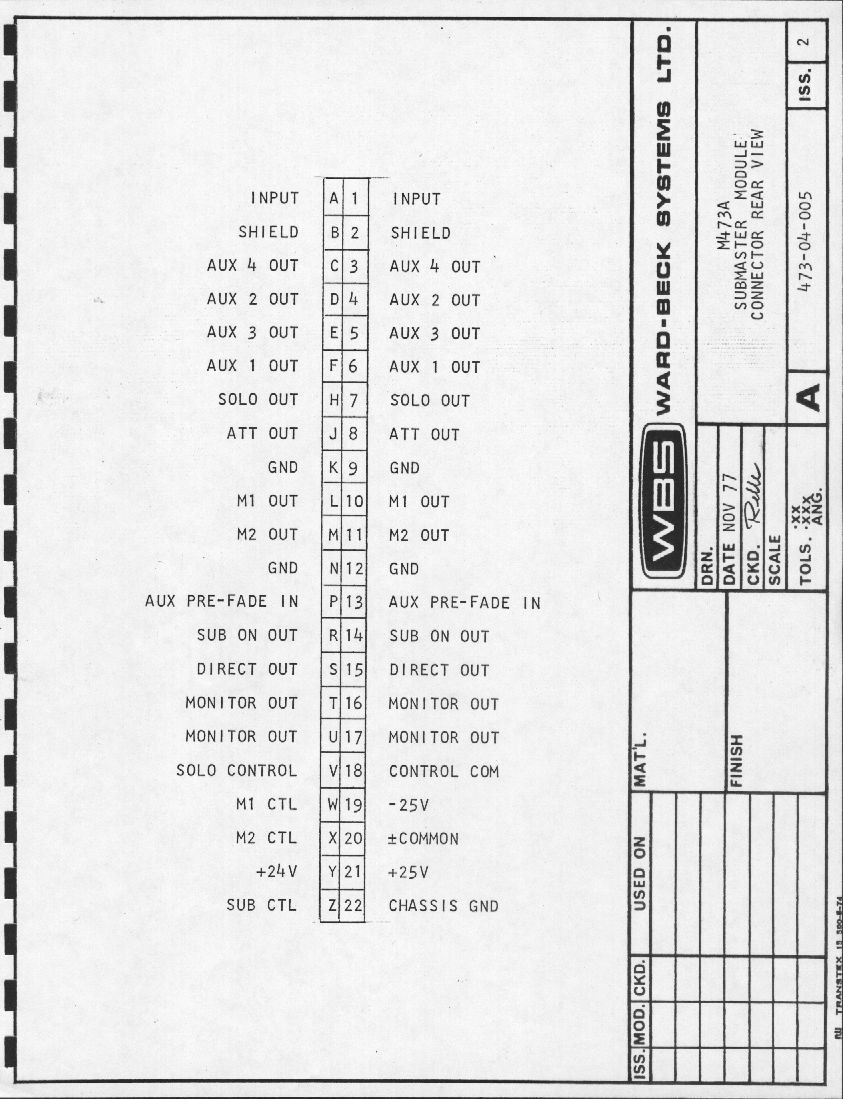 INPUT A 1 INPUT
SHIELD B 2 SHIELD
AUX 4 OUT C 3 AUX 4 OUT
AUX 2 OUT D 4 AUX 2 OUT
AUX 3 OUT E 5 AUX 3 OUT
AUX 1 OUT F 6 AUX 1 OUT
SOLO OUT H 7 SOLO OUT
ATT OUT J 8 ATT OUT
GND K 9 GND
M1 OUT L 10 M1 OUT
M2 OUT M 11 M2 OUT
GND N 12 GND
AUX PRE-FADE IN P 13 AUX PRE-FADE IN
SUB ON OUT R 14 SUB ON OUT
DIRECT OUT S 15 DIRECT OUT
MONITOR OUT T 16 MONITOR OUT
MONITOR OUT U 17 MONITOR OUT
SOLO CONTROL V 18 CONTROL COM
M1 CTL W 19 -25V
M2 CTL X 20 ±COMMON
+24V Y 21 +25V
SUB CTL Z 22 CHASSIS GND
WBS WARD-BECK SYSTEMS LTD.
M473A
SUBMASTER MODULE
CONNECTOR REAR VIEW
A 473-04-005 ISS. 2
DRN.
DATE NOV 77
CKD.
SCALE
TOLS. .XX
.XXX
ANG.
MAT'L.
FINISH
USED ON
ISS. MOD. CKD.
TRANSTEX 15 590-8-74